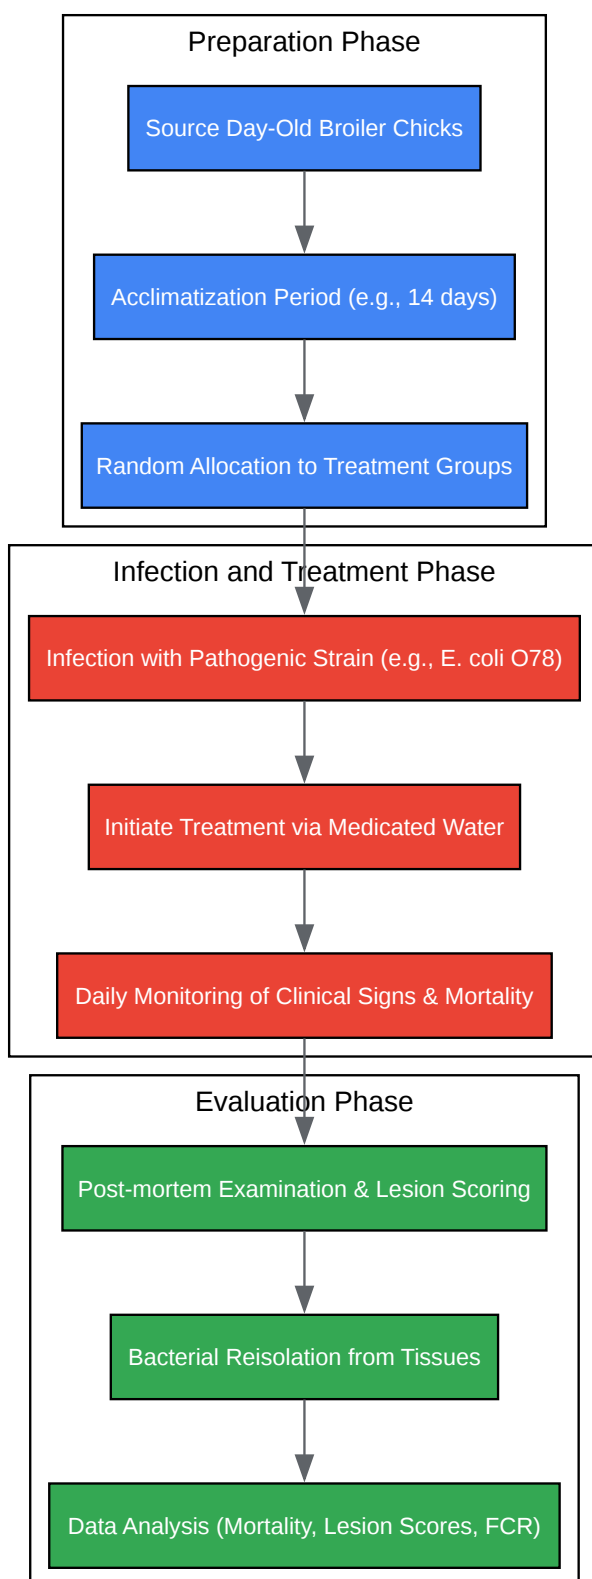 Preparation Phase
Source Day-Old Broiler Chicks
Acclimatization Period (e.g., 14 days)
Random Allocation to Treatment Groups
Infection and Treatment Phase
Infection with Pathogenic Strain (e.g., E. coli O78)
Initiate Treatment via Medicated Water
Daily Monitoring of Clinical Signs & Mortality
Evaluation Phase
Post-mortem Examination & Lesion Scoring
Bacterial Reisolation from Tissues
Data Analysis (Mortality, Lesion Scores, FCR)